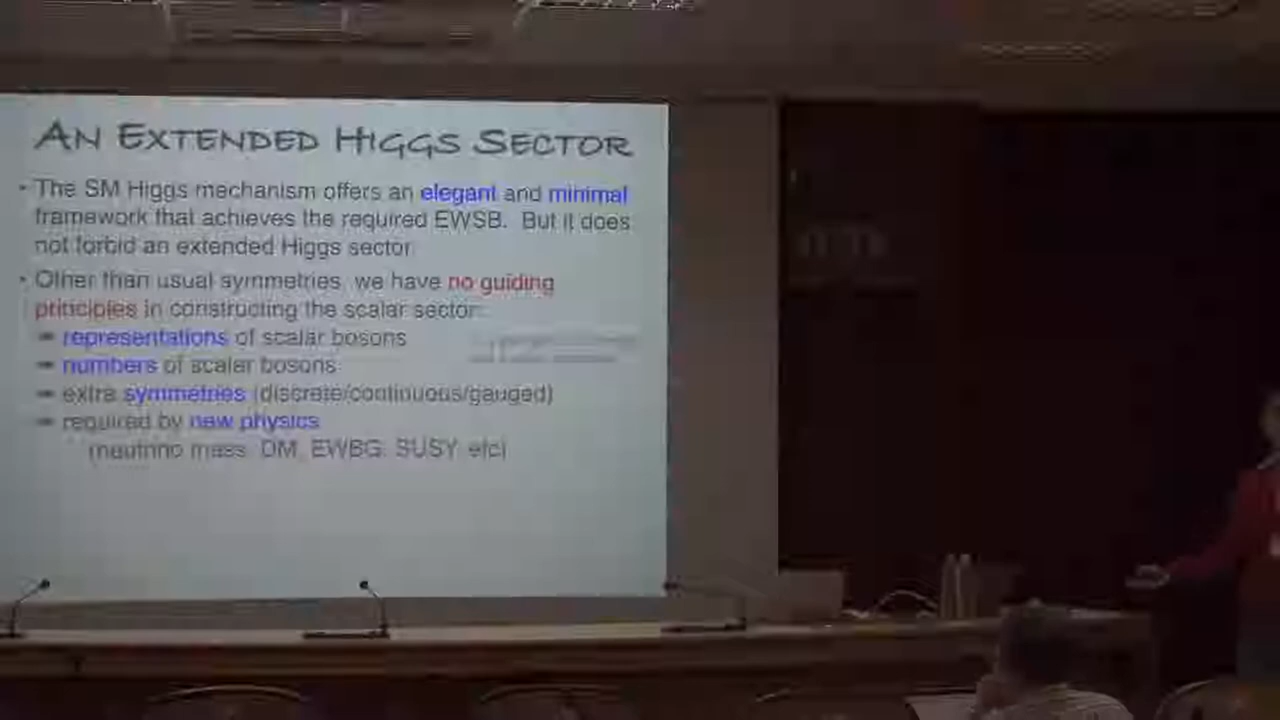 AN EXTENDED HIGGS SECTOR
• The SM Higgs mechanism offers an elegant and minimal
framework that achieves the required EWSB. But it does
not forbid an extended Higgs sector.
• Other than usual symmetries, we have no guiding
principles in constructing the scalar sector:
➡ representations of scalar bosons
➡ numbers of scalar bosons
➡ extra symmetries (discrete/continuous/gauged)
➡ required by new physics
(neutrino mass, DM, EWBG, SUSY, etc)